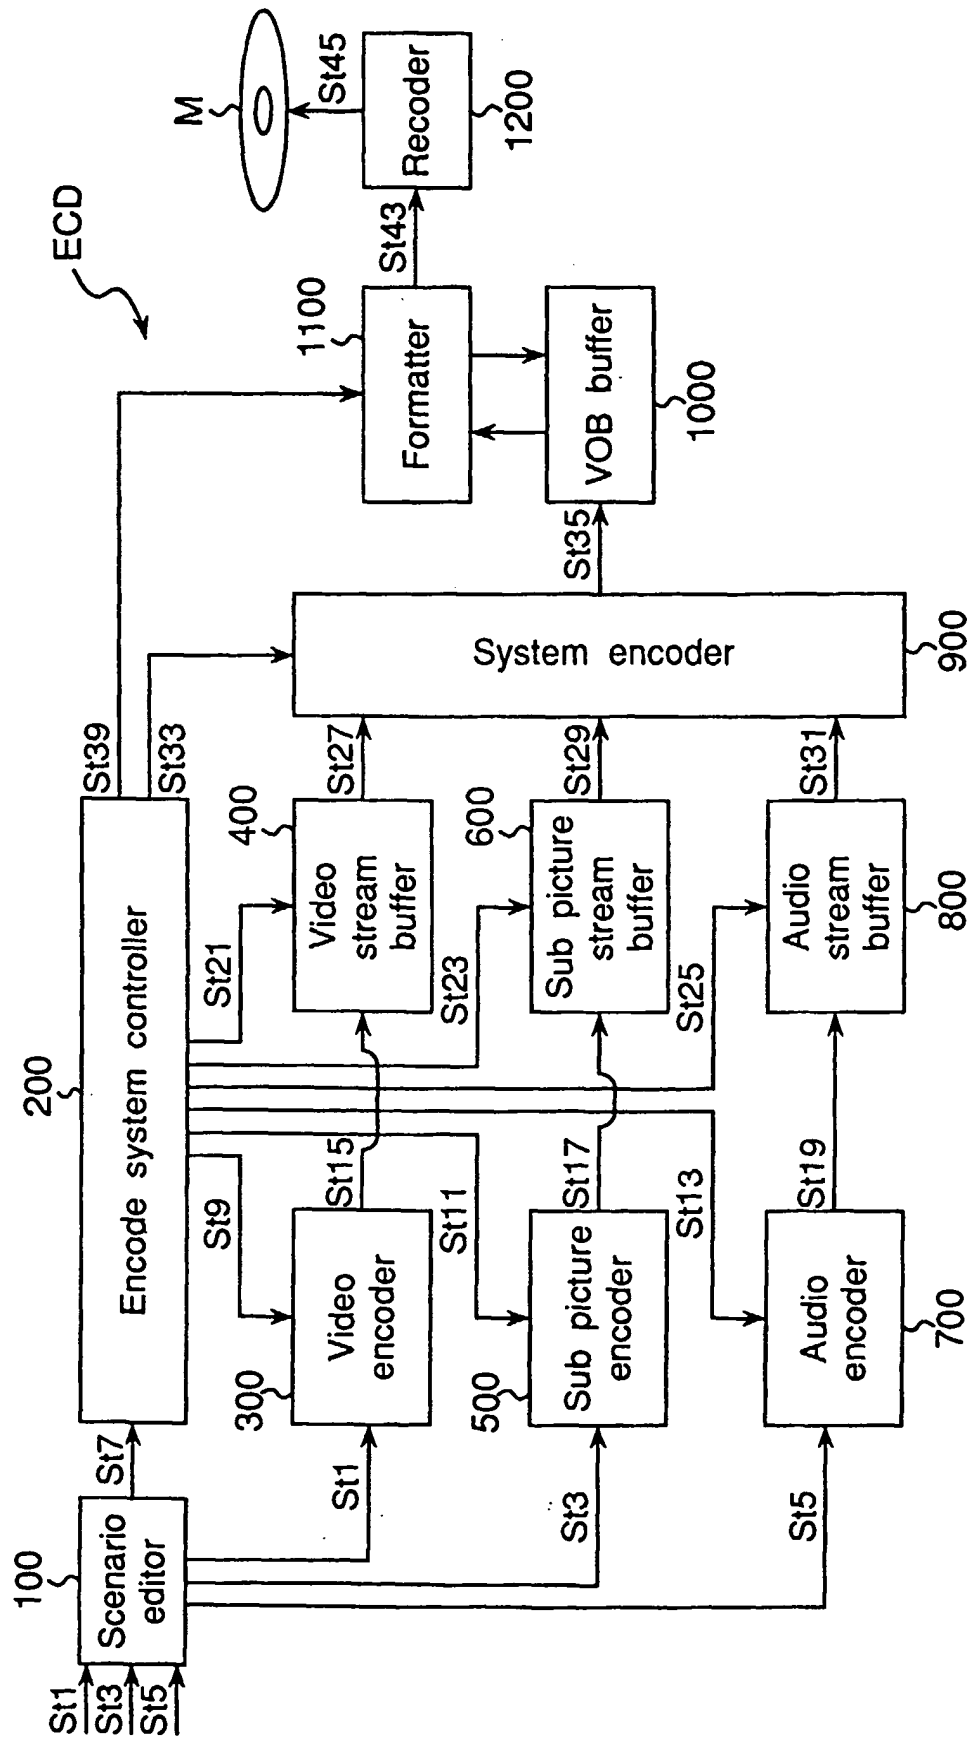 ECD
M
St45
Recoder
1200
St43
1100
Formatter
VOB buffer
1000
St35
St39
St33
System encoder
900
200
Encode system controller
St7
100
Scenario
editor
St1
St3
St5
St21
400
Video
stream
buffer
St27
St23
600
Sub picture
stream
buffer
St29
St25
Audio
stream
buffer
800
St31
St9
300
Video
encoder
St15
St11
500
Sub picture
encoder
St17
St13
Audio
encoder
700
St19
St1
St3
St5